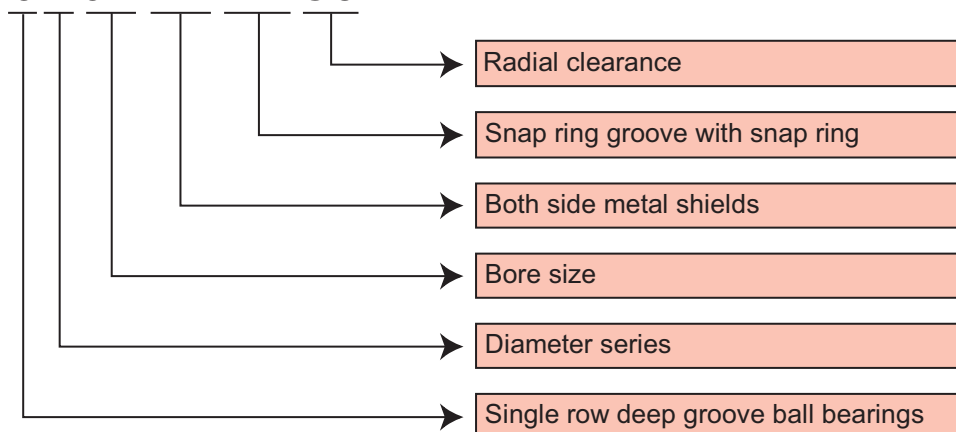 Radial clearance
Snap ring groove with snap ring
Both side metal shields
Bore size
Diameter series
Single row deep groove ball bearings